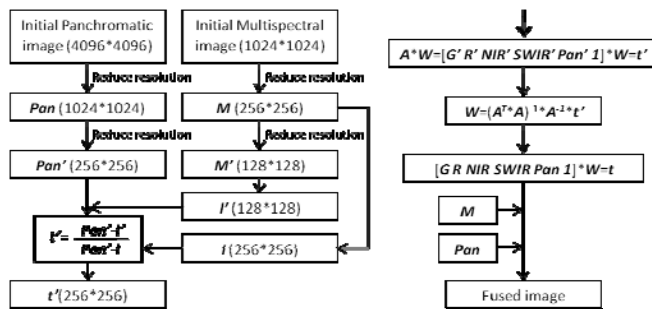 Initial Panchromatic
image (4096*4096)
Initial Multispectral
image (1024*1024)
Reduce resolution
Reduce resolution
Pan (1024*1024)
M (256*256)
Reduce resolution
Reduce resolution
Pan' (256*256)
M' (128*128)
I' (128*128)
t' = Pan'-I' / Pan'-I
I (256*256)
t'(256*256)
A*W=[G' R' NIR' SWIR' Pan' 1]*W=t'
W=(Aᵀ*A)⁻¹*A⁻¹*t'
[G R NIR SWIR Pan 1]*W=t
M
Pan
Fused image